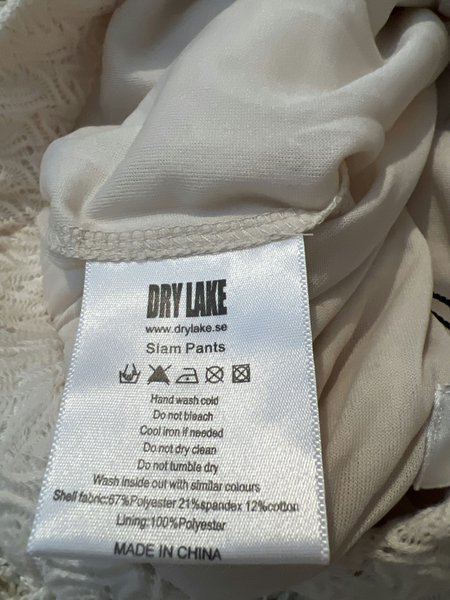 DRY LAKE
www.drylake.se
Slam Pants
Hand wash cold
Do not bleach
Cool iron if needed
Do not dry clean
Do not tumble dry
Wash inside out with similar colours
Shell fabric:67%Polyester 21%spandex 12%cotton
Lining:100%Polyester
MADE IN CHINA